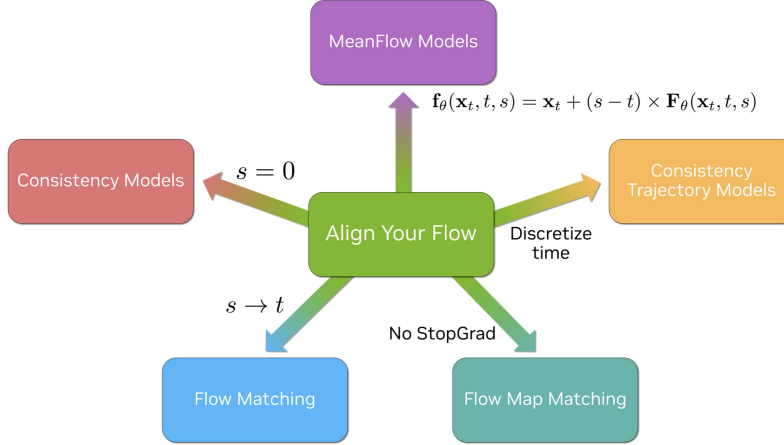 MeanFlow Models
𝐟_θ(𝐱_t, t, s) = 𝐱_t + (s − t) × 𝐅_θ(𝐱_t, t, s)
Consistency Models
s = 0
Consistency
Trajectory Models
Align Your Flow
Discretize
time
s → t
No StopGrad
Flow Matching
Flow Map Matching